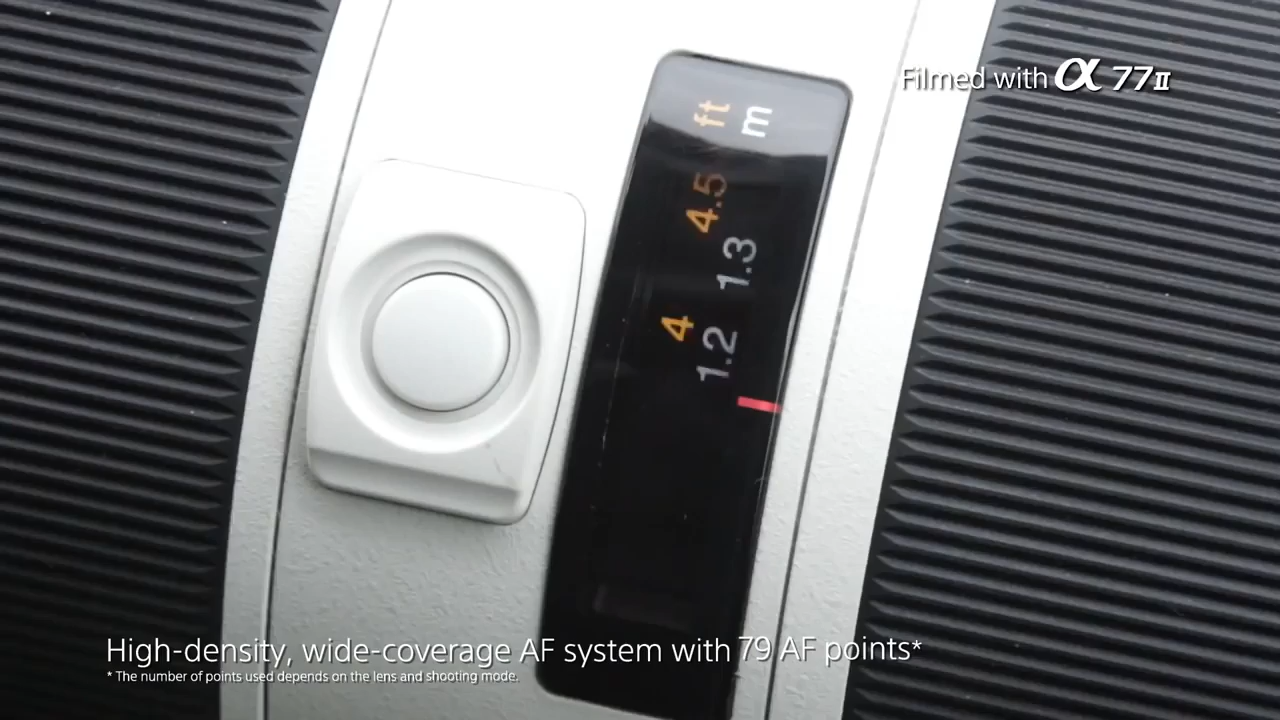 Filmed with α 77II
ft
m
4.5
1.3
4
1.2
High-density, wide-coverage AF system with 79 AF points*
* The number of points used depends on the lens and shooting mode.